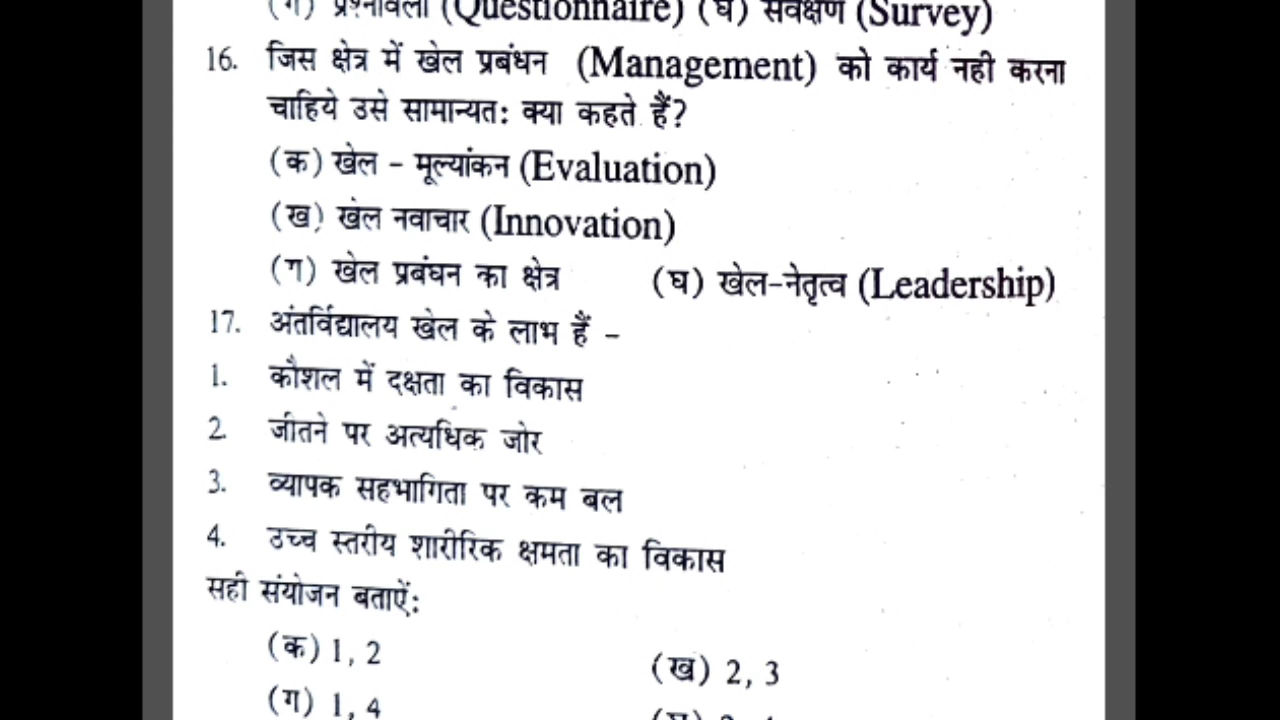 (ग) प्रश्नावली (Questionnaire) (घ) सर्वेक्षण (Survey)
16. जिस क्षेत्र में खेल प्रबंधन (Management) को कार्य नही करना
चाहिये उसे सामान्यत: क्या कहते हैं?
(क) खेल - मूल्यांकन (Evaluation)
(ख) खेल नवाचार (Innovation)
(ग) खेल प्रबंघन का क्षेत्र (घ) खेल-नेतृत्व (Leadership)
17. अंतर्विद्यालय खेल के लाभ हैं -
1. कौशल में दक्षता का विकास
2. जीतने पर अत्यधिक जोर
3. व्यापक सहभागिता पर कम बल
4. उच्च स्तरीय शारीरिक क्षमता का विकास
सही संयोजन बताऐं:
(क) 1, 2 (ख) 2, 3
(ग) 1, 4